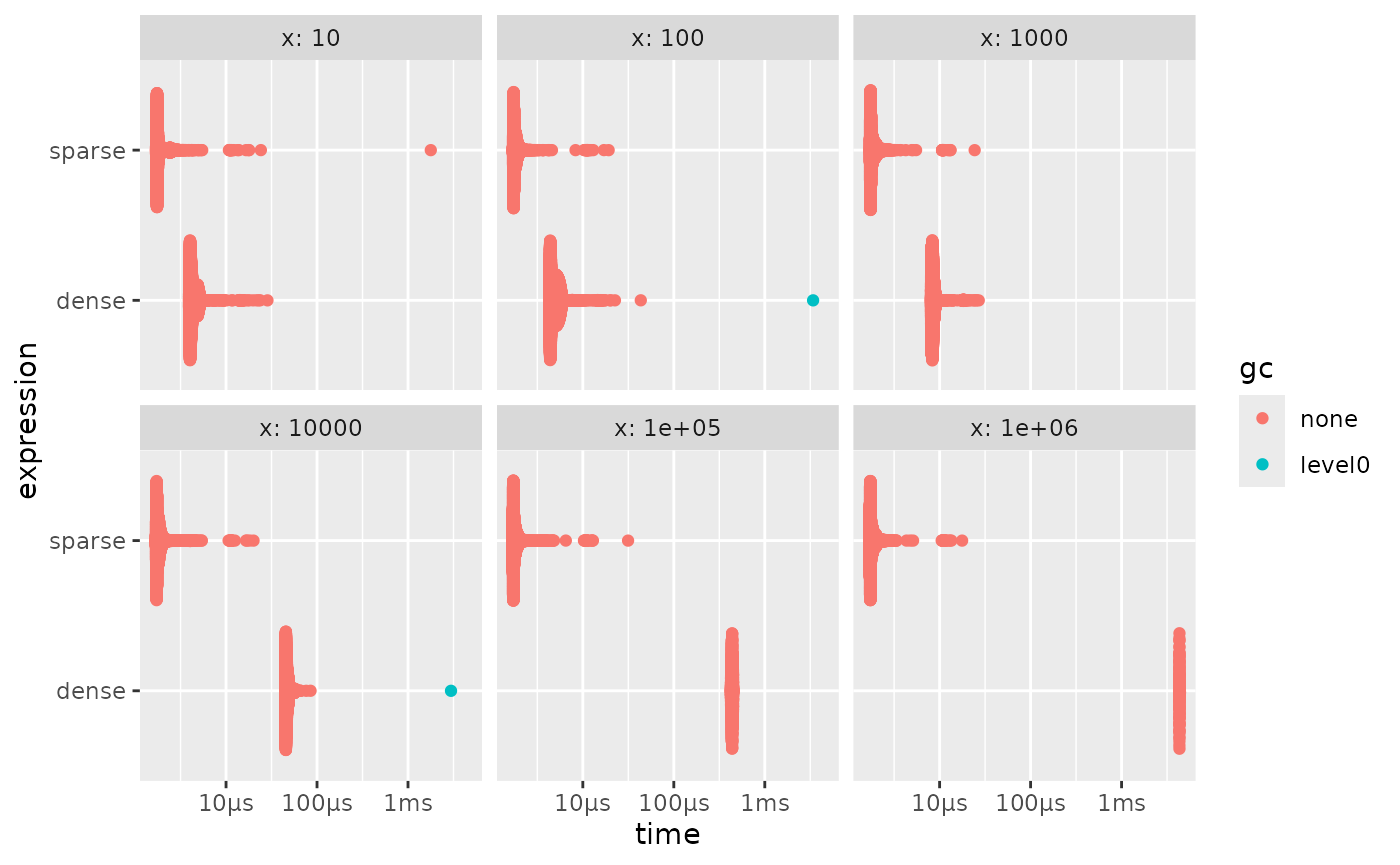 x: 10
x: 100
x: 1000
sparse
dense
x: 10000
x: 1e+05
x: 1e+06
sparse
dense
10µs
100µs
1ms
10µs
100µs
1ms
10µs
100µs
1ms
time
expression
gc
none
level0